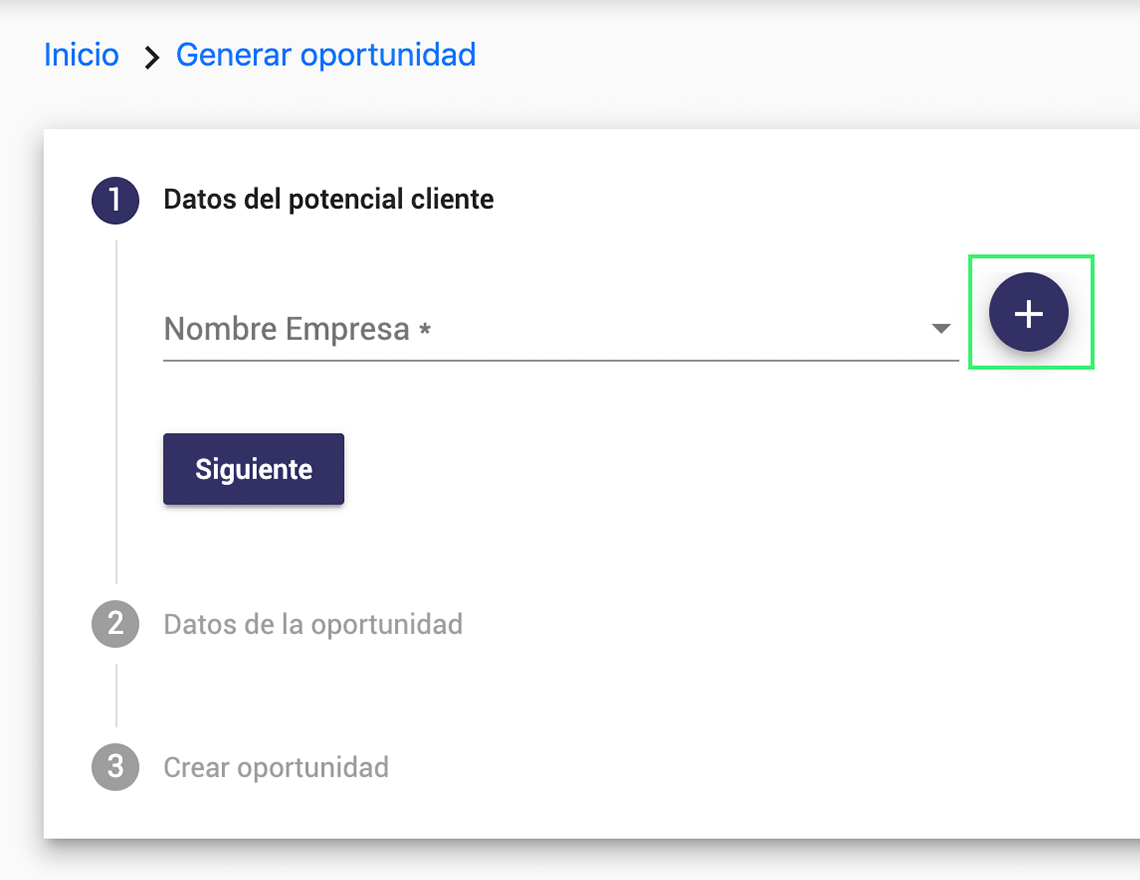 Inicio > Generar oportunidad
1 Datos del potencial cliente
Nombre Empresa *
+
Siguiente
2 Datos de la oportunidad
3 Crear oportunidad